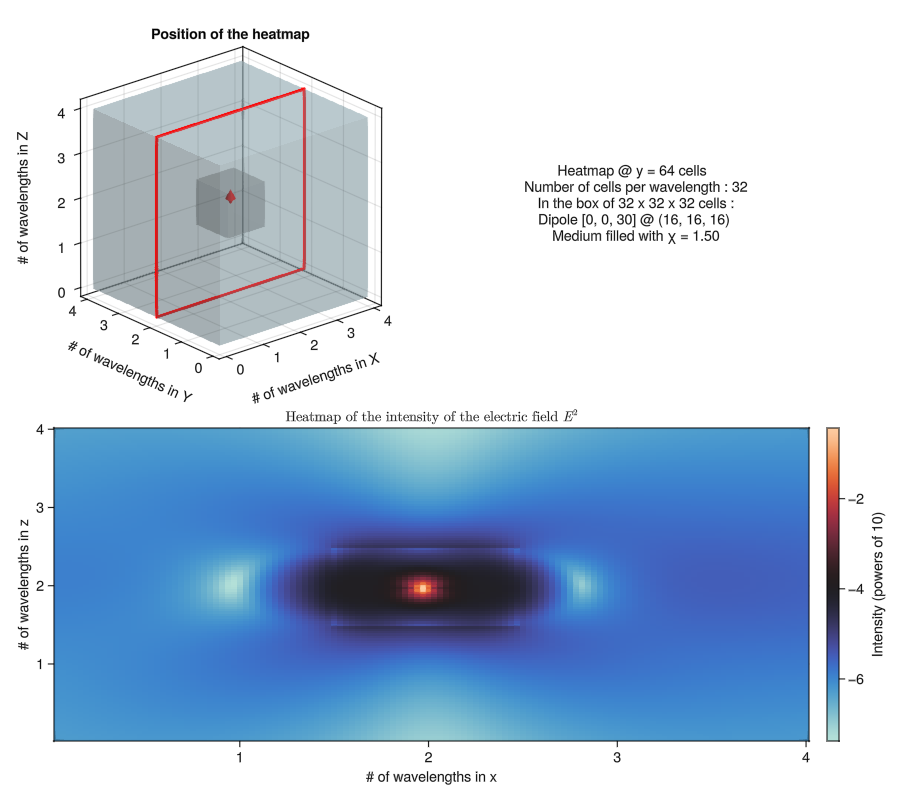 Position of the heatmap
# of wavelengths in Z
4
3
2
1
0
4
3
2
1
0
# of wavelengths in Y
0
1
2
3
4
# of wavelengths in X
Heatmap @ y = 64 cells
Number of cells per wavelength : 32
In the box of 32 x 32 x 32 cells :
Dipole [0, 0, 30] @ (16, 16, 16)
Medium filled with χ = 1.50
Heatmap of the intensity of the electric field E²
# of wavelengths in z
4
3
2
1
1
2
3
4
# of wavelengths in x
−2
−4
−6
Intensity (powers of 10)